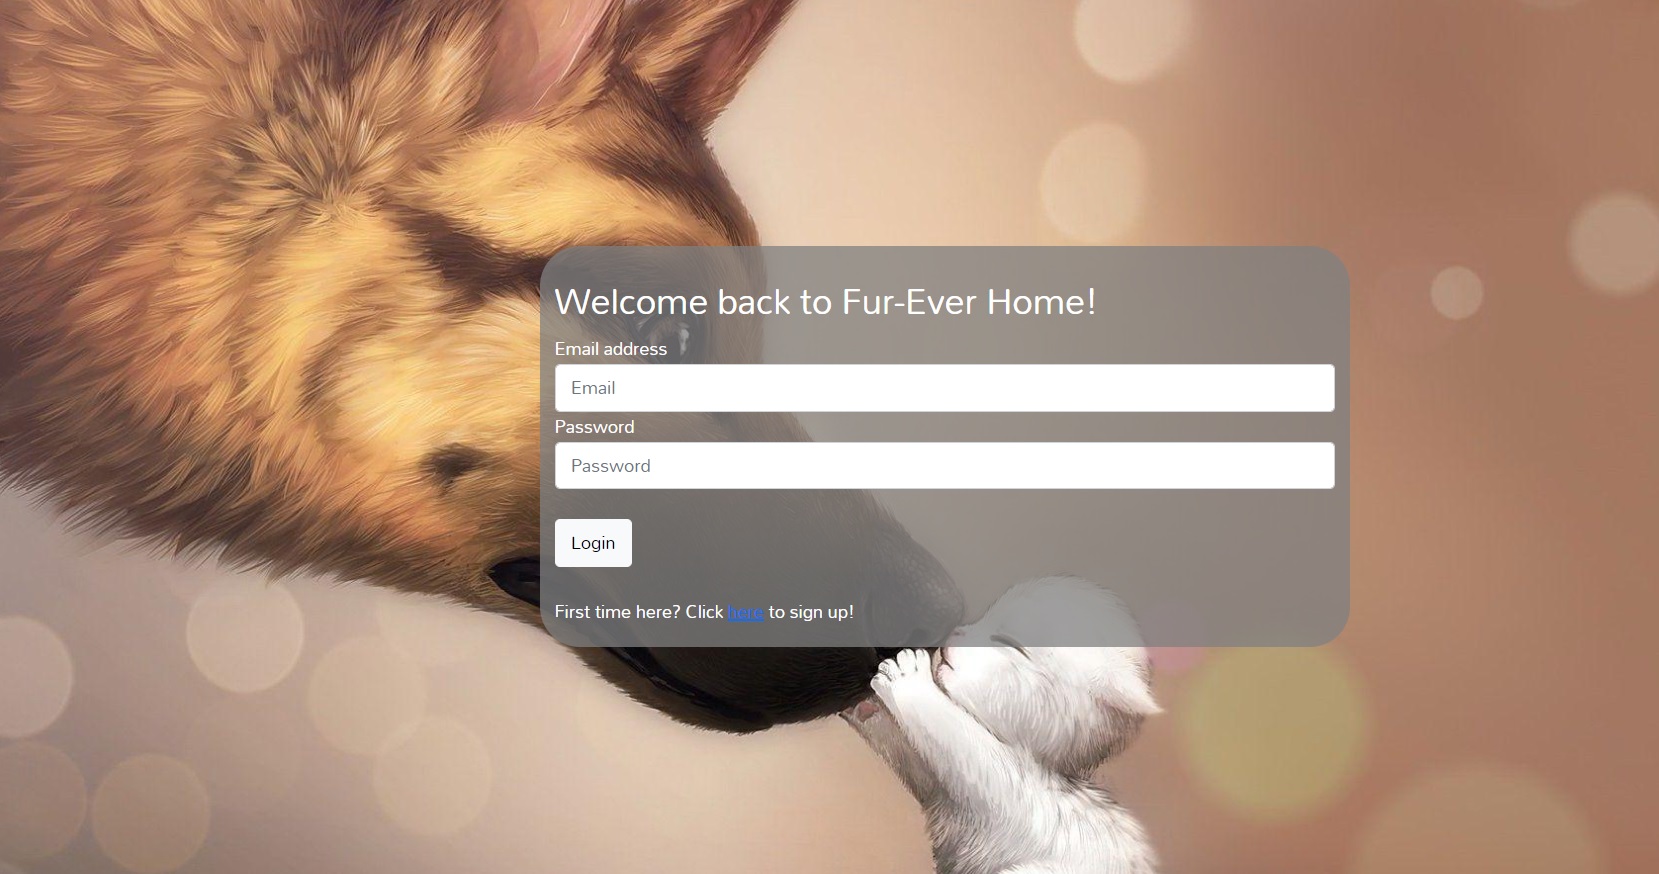 Welcome back to Fur-Ever Home!
Email address
Email
Password
Password
Login
First time here? Click here to sign up!